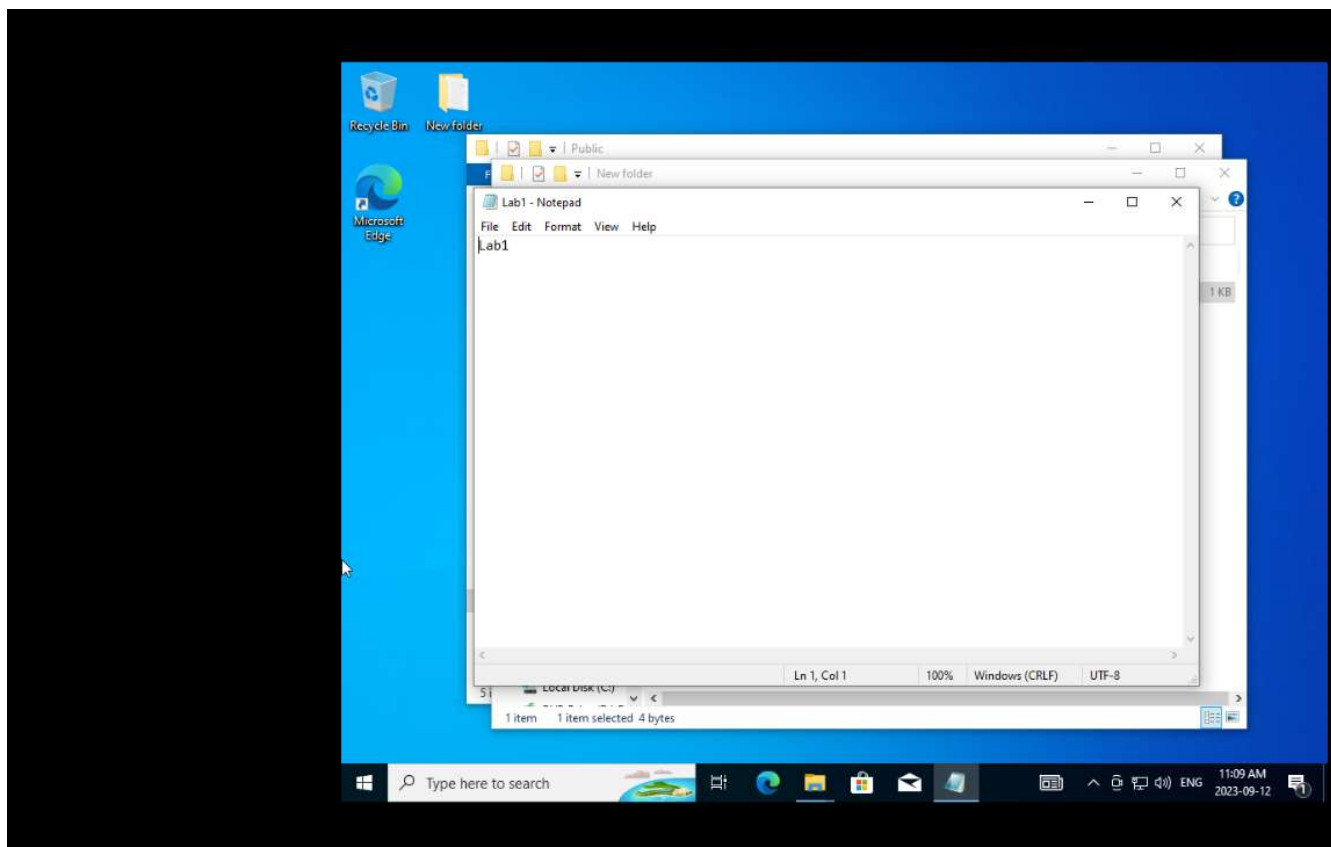 Recycle Bin
New folder
Microsoft
Edge
Public
New folder
Lab1 - Notepad
File Edit Format View Help
Lab1
1 KB
Ln 1, Col 1 100% Windows (CRLF) UTF-8
Local Disk (C:)
1 item 1 item selected 4 bytes
Type here to search
ENG
11:09 AM
2023-09-12
1